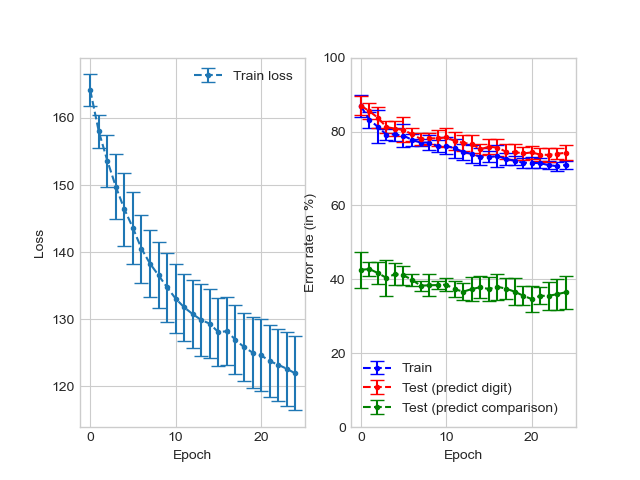 Train loss
160
150
140
130
120
Loss
0
10
20
Epoch
100
80
60
40
20
0
Error rate (in %)
Train
Test (predict digit)
Test (predict comparison)
0
10
20
Epoch